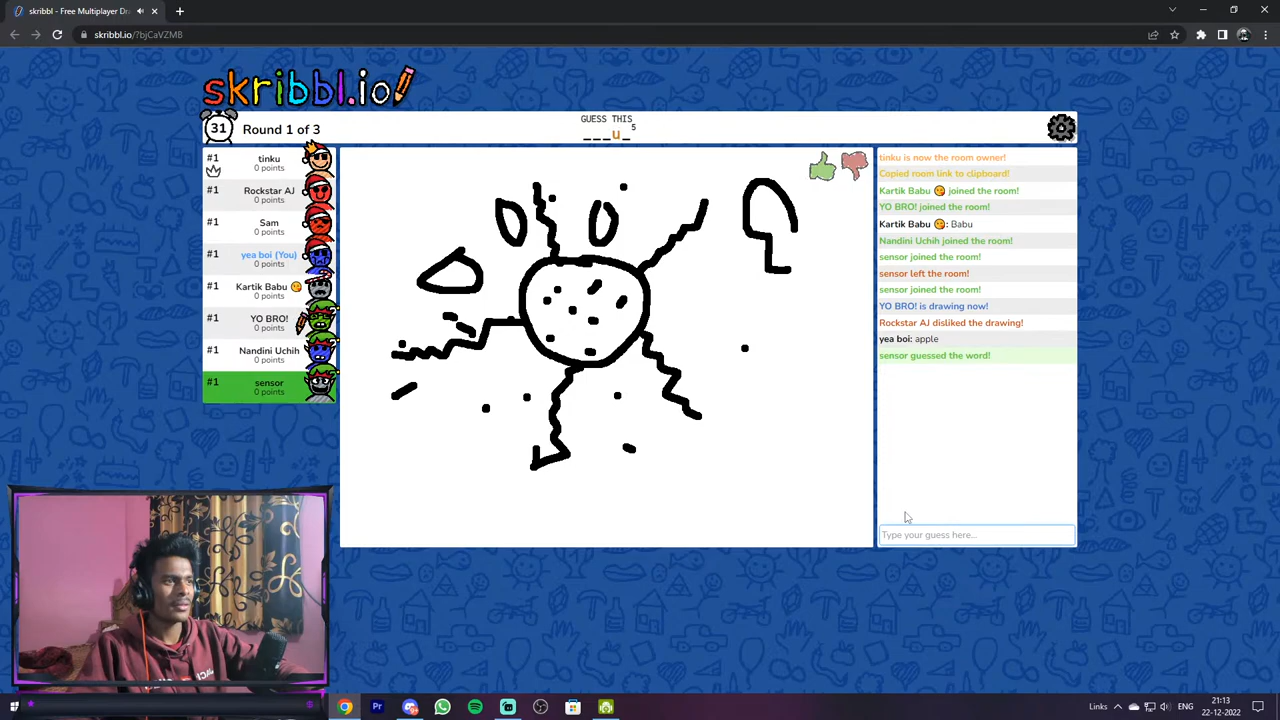 skribbl - Free Multiplayer Dr
skribbl.io/?bjCaVZMB
skribbl.io
31
Round 1 of 3
GUESS THIS
___u_ 5
#1 tinku
0 points
#1 Rockstar AJ
0 points
#1 Sam
0 points
#1 yea boi (You)
0 points
#1 Kartik Babu 😋
0 points
#1 YO BRO!
0 points
#1 Nandini Uchih
0 points
#1 sensor
0 points
tinku is now the room owner!
Copied room link to clipboard!
Kartik Babu 😋 joined the room!
YO BRO! joined the room!
Kartik Babu 😋: Babu
Nandini Uchih joined the room!
sensor joined the room!
sensor left the room!
sensor joined the room!
YO BRO! is drawing now!
Rockstar AJ disliked the drawing!
yea boi: apple
sensor guessed the word!
Type your guess here...
Links
ENG
21:13
22-12-2022